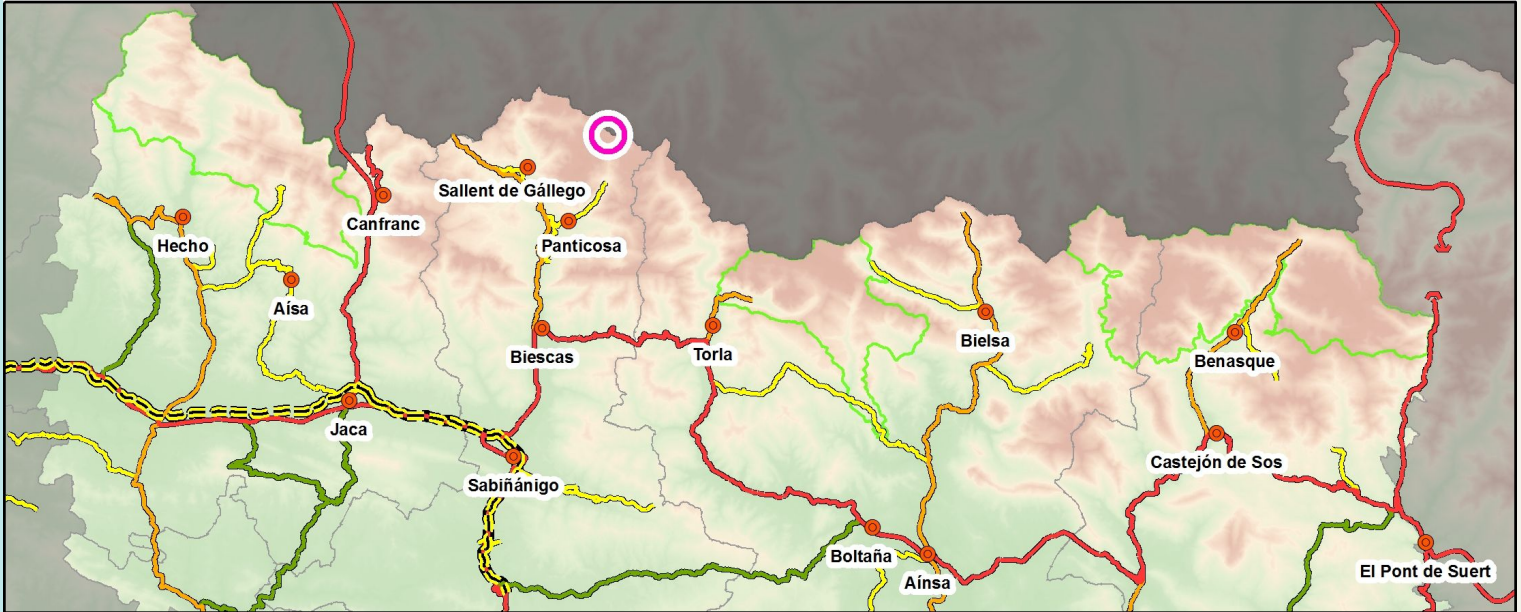 Sallent de Gállego
Canfranc
Hecho
Panticosa
Aísa
Bielsa
Biescas
Torla
Benasque
Jaca
Castejón de Sos
Sabiñánigo
Boltaña
El Pont de Suert
Aínsa